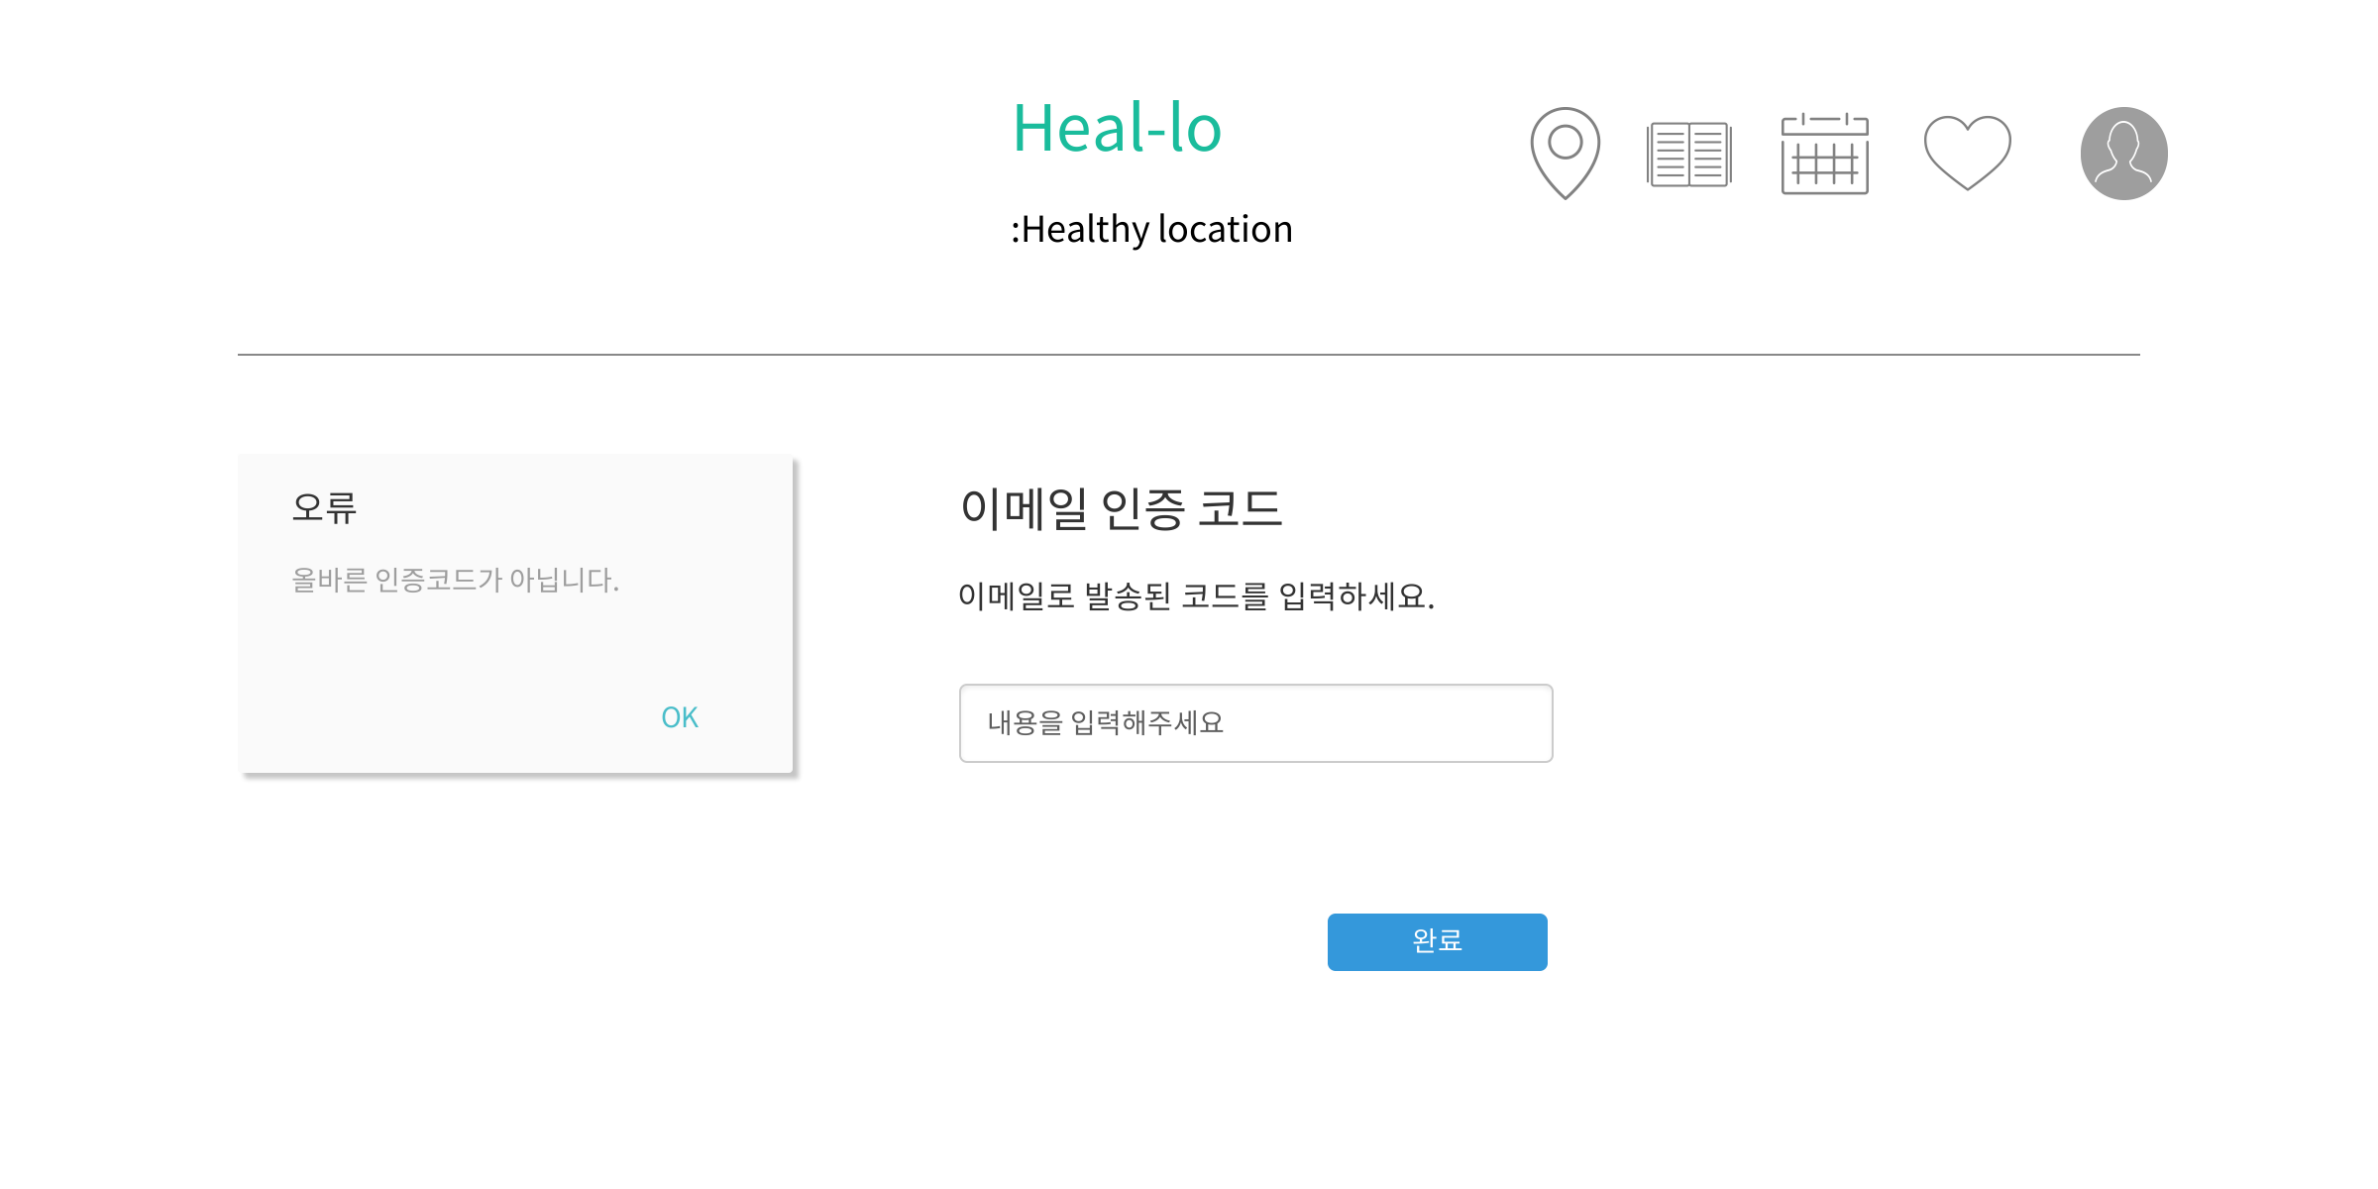 Heal-lo
:Healthy location
오류
올바른 인증코드가 아닙니다.
OK
이메일 인증 코드
이메일로 발송된 코드를 입력하세요.
내용을 입력해주세요
완료